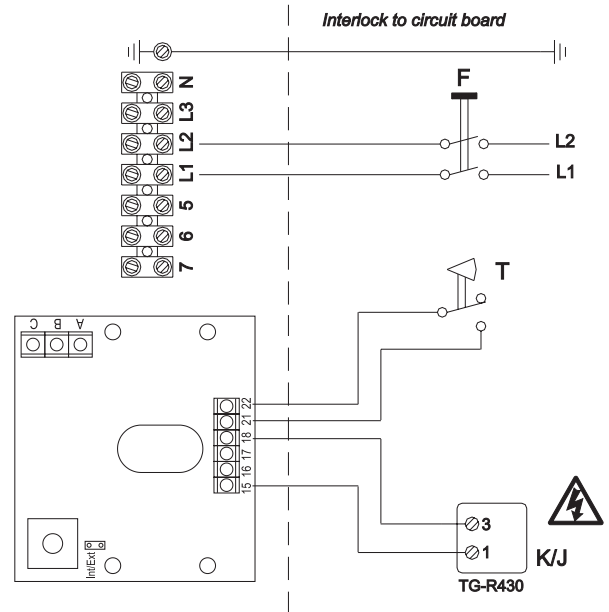 Interlock to circuit board
F
N
L3
L2
L1
5
6
7
L2
L1
T
C B A
22
21
18
17
16
15
Int/Ext
3
1
K/J
TG-R430